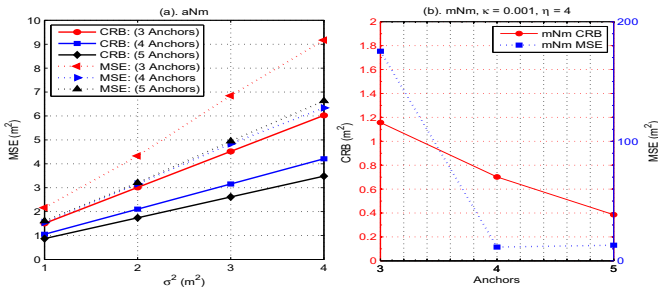 (a). aNm
10
9
8
7
6
5
4
3
2
1
0
MSE (m²)
CRB: (3 Anchors)
CRB: (4 Anchors)
CRB: (5 Anchors)
MSE: (3 Anchors)
MSE: (4 Anchors
MSE: (5 Anchors)
1
2
3
4
σ² (m²)
(b). mNm, κ = 0.001, η = 4
2
1.8
1.6
1.4
1.2
1
0.8
0.6
0.4
0.2
0
CRB (m²)
mNm CRB
mNm MSE
200
100
0
MSE: (m²)
3
4
5
Anchors